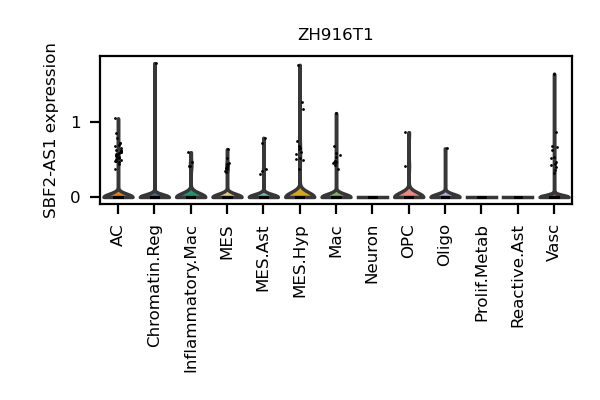 ZH916T1
SBF2-AS1 expression
1
0
AC
Chromatin.Reg
Inflammatory.Mac
MES
MES.Ast
MES.Hyp
Mac
Neuron
OPC
Oligo
Prolif.Metab
Reactive.Ast
Vasc